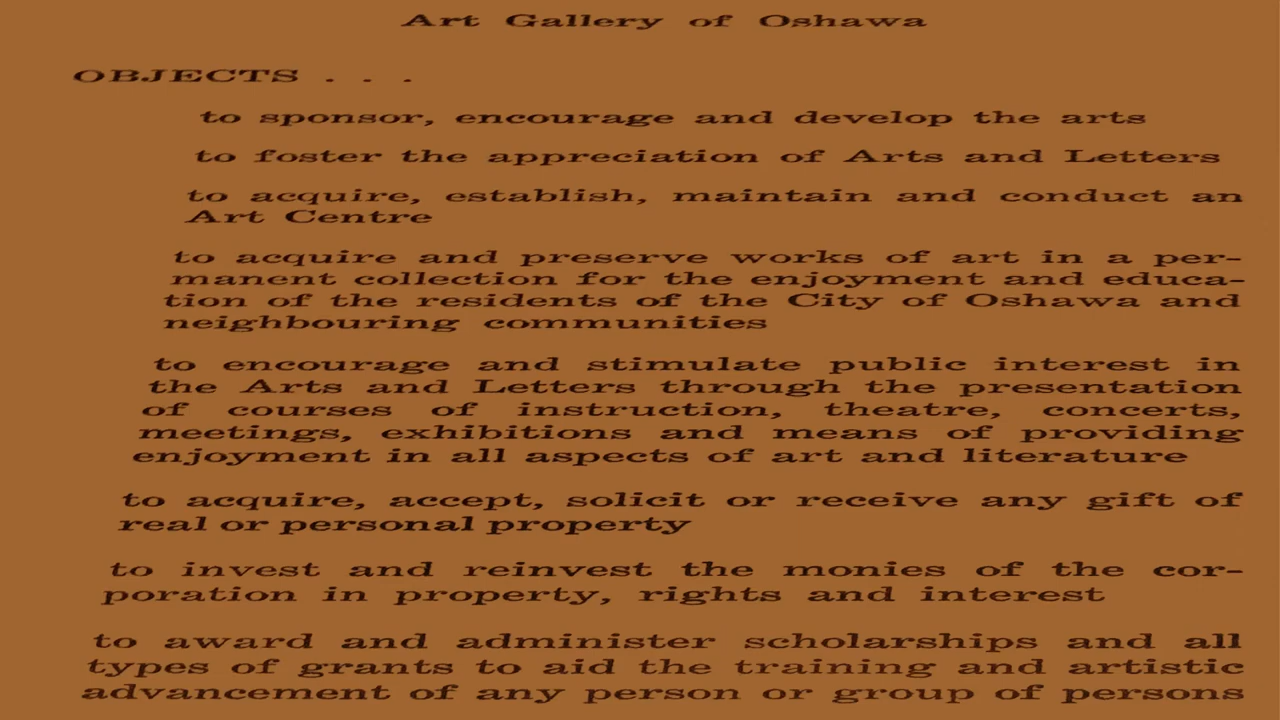 Art Gallery of Oshawa
OBJECTS . . .
to sponsor, encourage and develop the arts
to foster the appreciation of Arts and Letters
to acquire, establish, maintain and conduct an
Art Centre
to acquire and preserve works of art in a per-
manent collection for the enjoyment and educa-
tion of the residents of the City of Oshawa and
neighbouring communities
to encourage and stimulate public interest in
the Arts and Letters through the presentation
of courses of instruction, theatre, concerts,
meetings, exhibitions and means of providing
enjoyment in all aspects of art and literature
to acquire, accept, solicit or receive any gift of
real or personal property
to invest and reinvest the monies of the cor-
poration in property, rights and interest
to award and administer scholarships and all
types of grants to aid the training and artistic
advancement of any person or group of persons